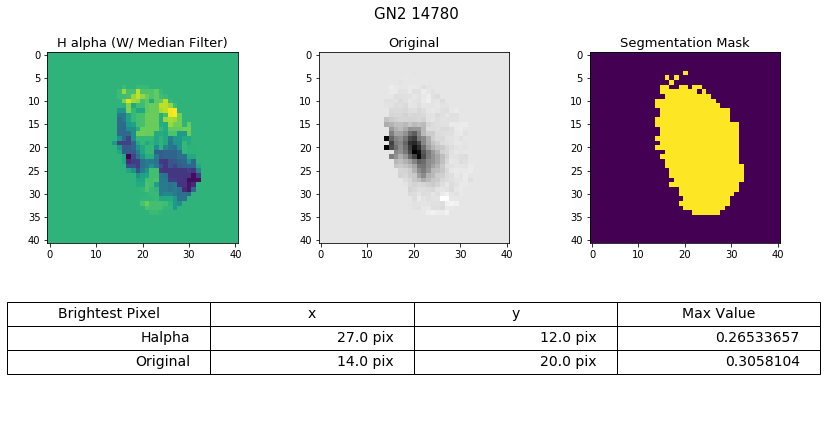 GN2 14780
H alpha (W/ Median Filter)
Original
Segmentation Mask
0
5
10
15
20
25
30
35
40
0 10 20 30 40
0
5
10
15
20
25
30
35
40
0 10 20 30 40
0
5
10
15
20
25
30
35
40
0 10 20 30 40
Brightest Pixel x y Max Value
Halpha 27.0 pix 12.0 pix 0.26533657
Original 14.0 pix 20.0 pix 0.3058104